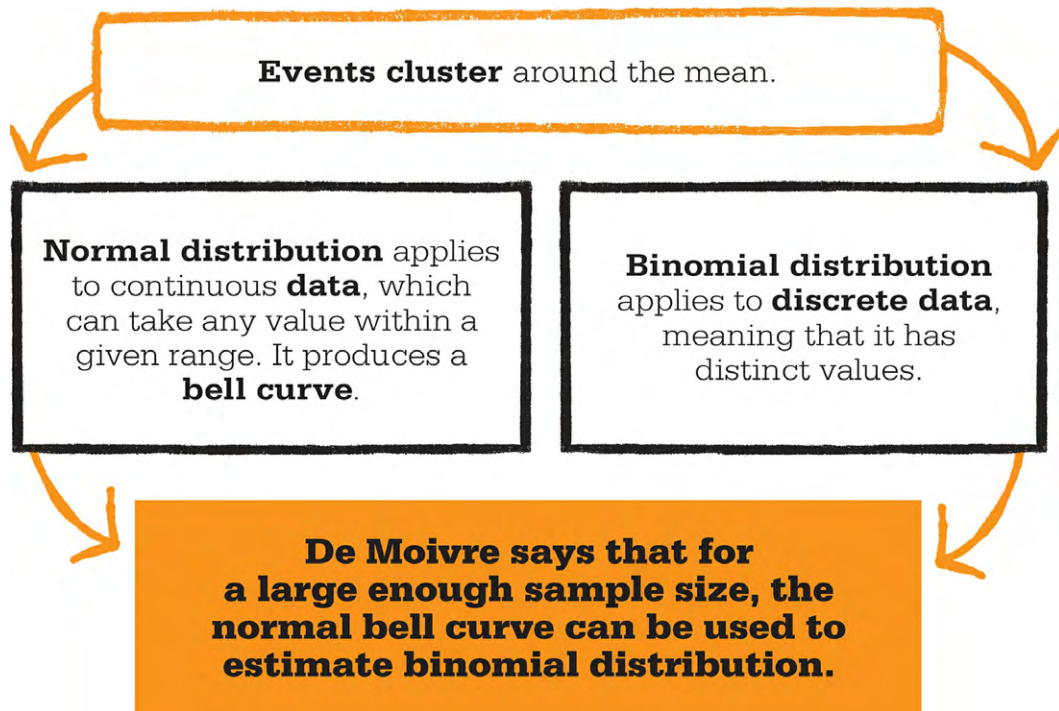 Events cluster around the mean.
Normal distribution applies
to continuous data, which
can take any value within a
given range. It produces a
bell curve.
Binomial distribution
applies to discrete data,
meaning that it has
distinct values.
De Moivre says that for
a large enough sample size, the
normal bell curve can be used to
estimate binomial distribution.